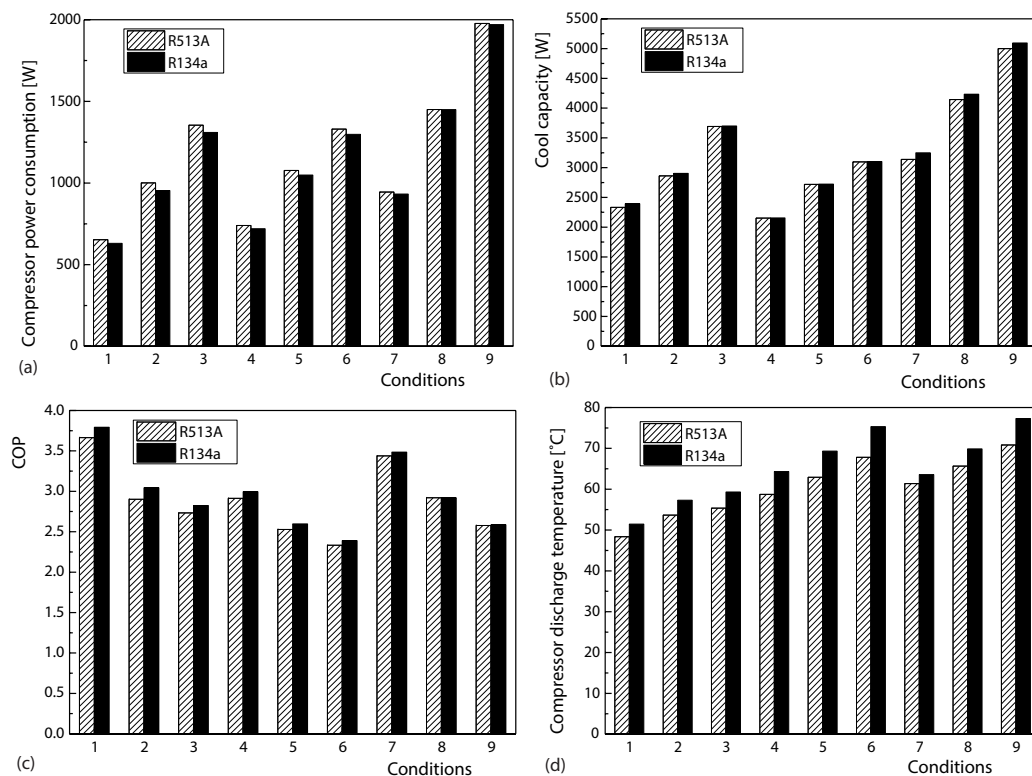 Compressor power consumption [W]
2000
1500
1000
500
0
R513A
R134a
1 2 3 4 5 6 7 8 9
Conditions
(a)
Cool capacity [W]
5500
5000
4500
4000
3750
3000
2500
2000
1500
1000
500
0
R513A
R134a
1 2 3 4 5 6 7 8 9
Conditions
(b)
COP
4.0
3.5
3.0
2.5
2.0
1.5
1.0
0.5
0.0
R513A
R134a
1 2 3 4 5 6 7 8 9
Conditions
(c)
Compressor discharge temperature [˚C]
80
70
60
50
40
30
20
10
0
R513A
R134a
1 2 3 4 5 6 7 8 9
Conditions
(d)